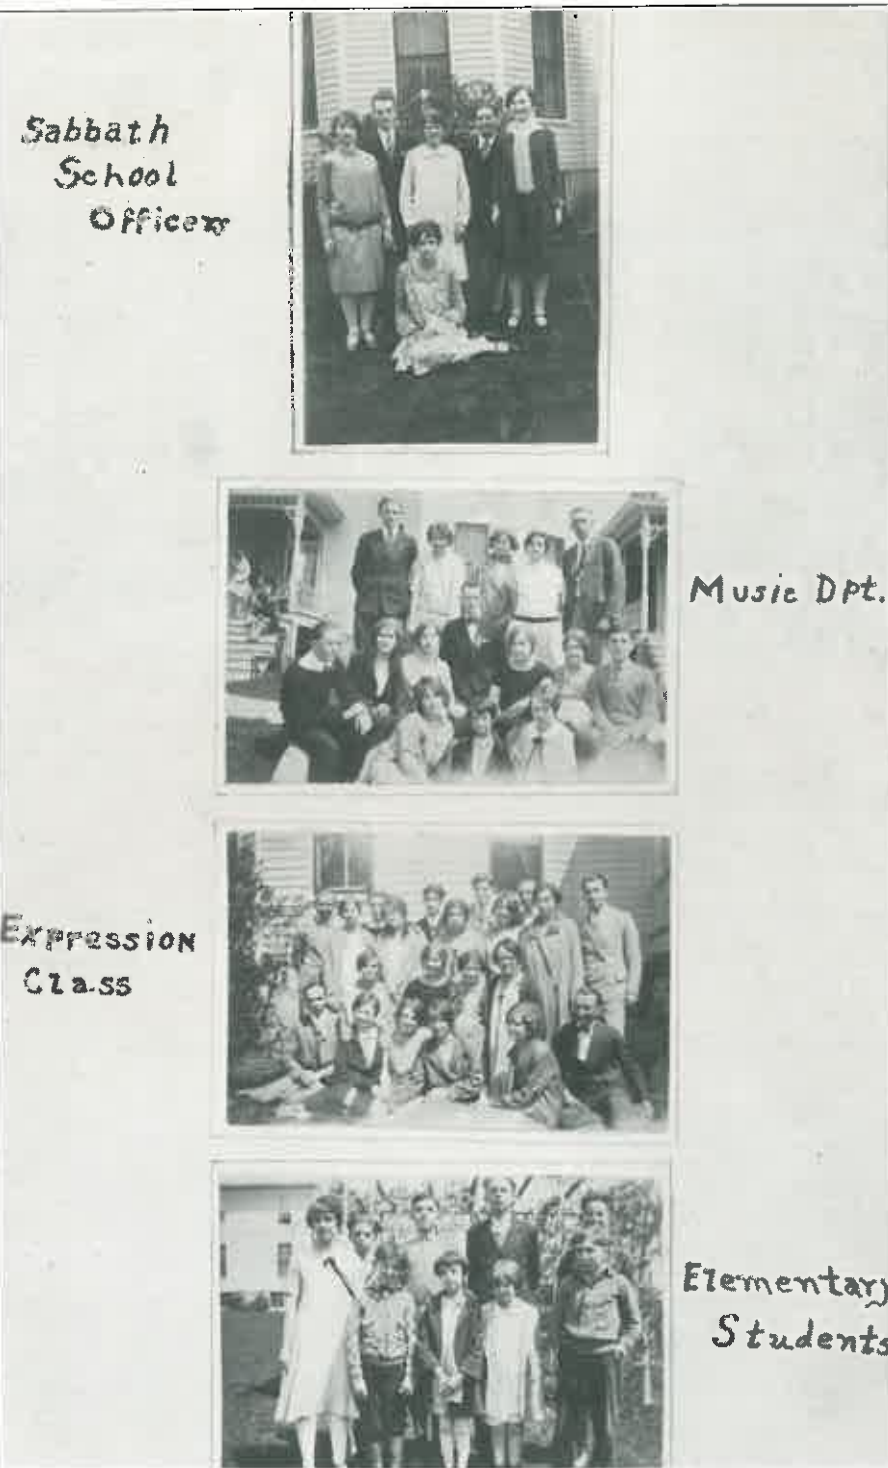 Sabbath
School
Officers
Music Dpt.
Expression
Class
Elementary
Students